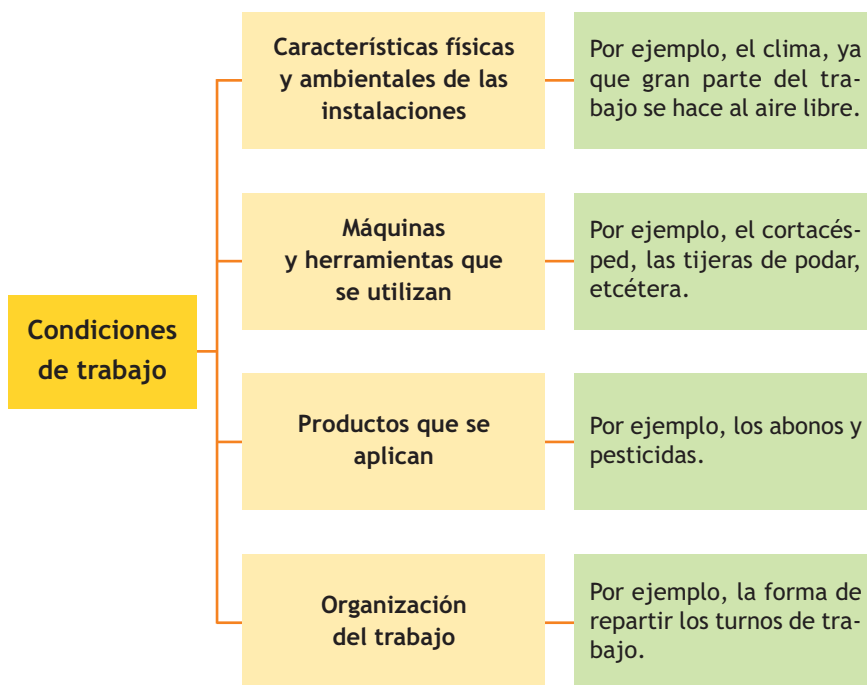 Condiciones
de trabajo
Características físicas
y ambientales de las
instalaciones
Por ejemplo, el clima, ya
que gran parte del tra-
bajo se hace al aire libre.
Máquinas
y herramientas que
se utilizan
Por ejemplo, el cortacés-
ped, las tijeras de podar,
etcétera.
Productos que se
aplican
Por ejemplo, los abonos y
pesticidas.
Organización
del trabajo
Por ejemplo, la forma de
repartir los turnos de tra-
bajo.